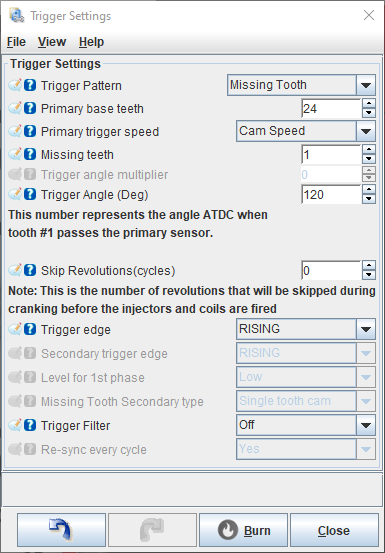 Trigger Settings
File View Help
Trigger Settings
Trigger Pattern Missing Tooth
Primary base teeth 24
Primary trigger speed Cam Speed
Missing teeth 1
Trigger angle multiplier 0
Trigger Angle (Deg) 120
This number represents the angle ATDC when
tooth #1 passes the primary sensor.
Skip Revolutions(cycles) 0
Note: This is the number of revolutions that will be skipped during
cranking before the injectors and coils are fired
Trigger edge RISING
Secondary trigger edge RISING
Level for 1st phase Low
Missing Tooth Secondary type Single tooth cam
Trigger Filter Off
Re-sync every cycle Yes
Burn Close